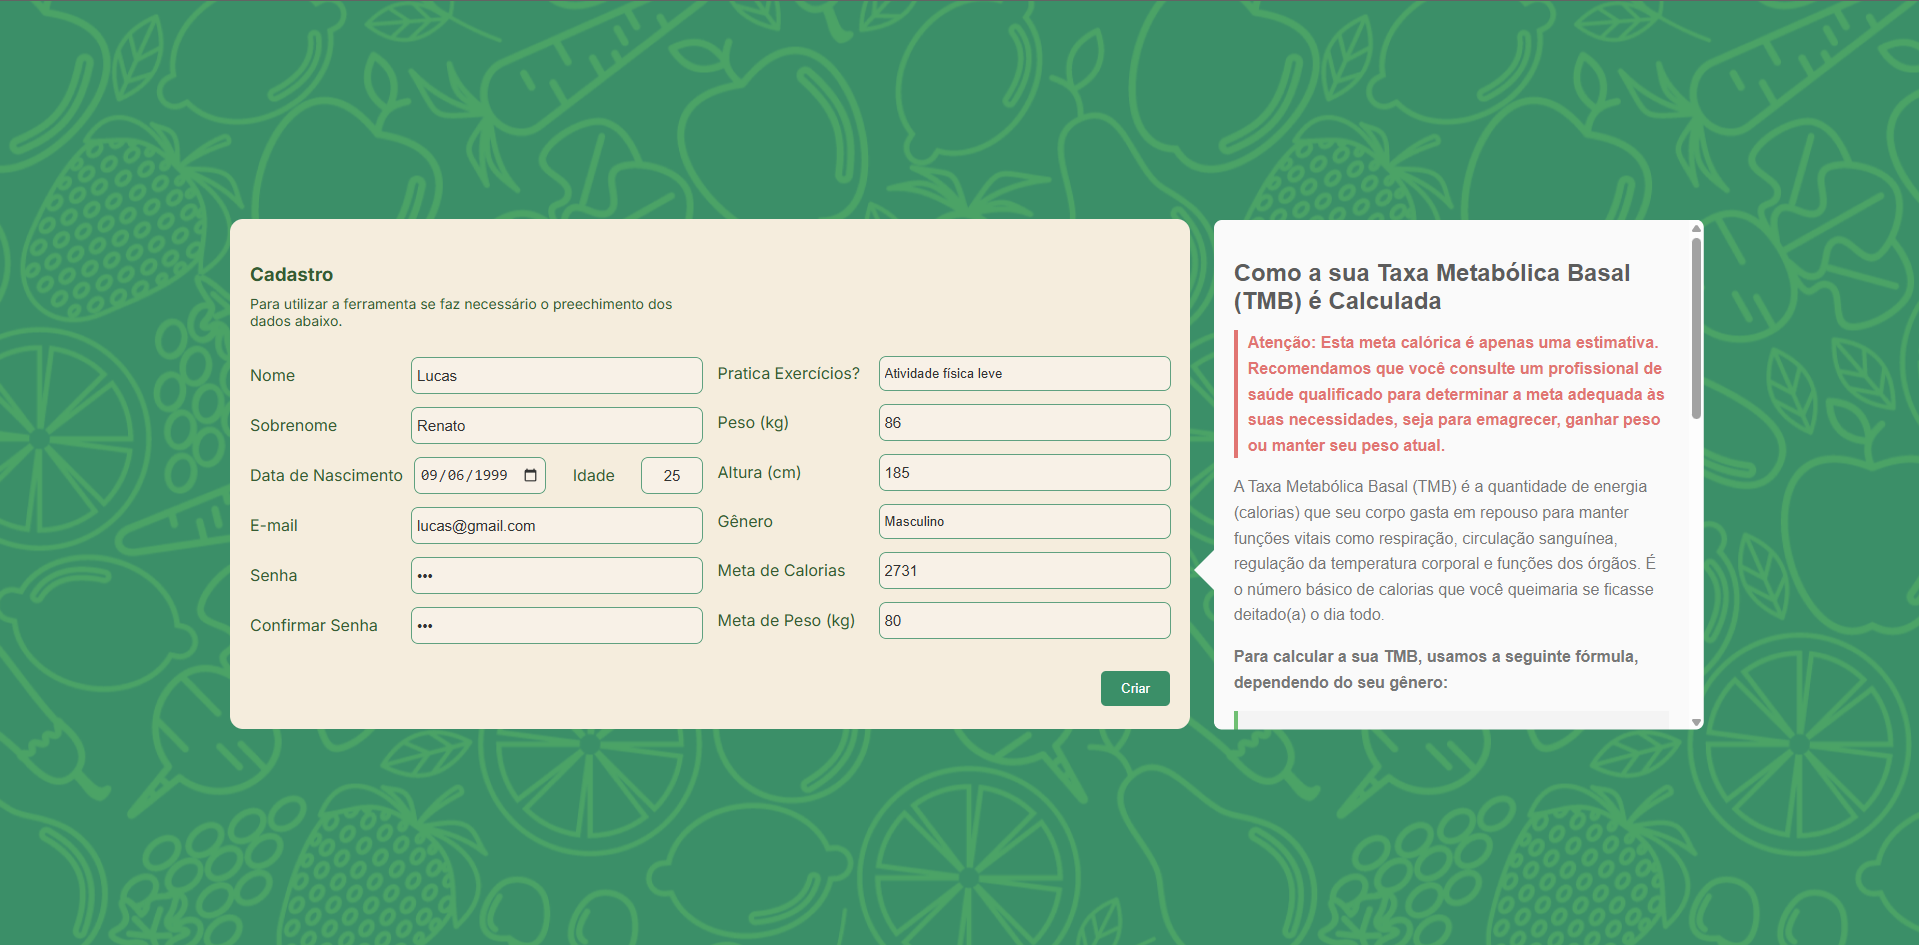 Cadastro
Para utilizar a ferramenta se faz necessário o preechimento dos
dados abaixo.
Nome
Lucas
Sobrenome
Renato
Data de Nascimento
09/06/1999
Idade
25
E-mail
lucas@gmail.com
Senha
•••
Confirmar Senha
•••
Pratica Exercícios?
Atividade física leve
Peso (kg)
86
Altura (cm)
185
Gênero
Masculino
Meta de Calorias
2731
Meta de Peso (kg)
80
Criar
Como a sua Taxa Metabólica Basal
(TMB) é Calculada
Atenção: Esta meta calórica é apenas uma estimativa.
Recomendamos que você consulte um profissional de
saúde qualificado para determinar a meta adequada às
suas necessidades, seja para emagrecer, ganhar peso
ou manter seu peso atual.
A Taxa Metabólica Basal (TMB) é a quantidade de energia
(calorias) que seu corpo gasta em repouso para manter
funções vitais como respiração, circulação sanguínea,
regulação da temperatura corporal e funções dos órgãos. É
o número básico de calorias que você queimaria se ficasse
deitado(a) o dia todo.
Para calcular a sua TMB, usamos a seguinte fórmula,
dependendo do seu gênero: